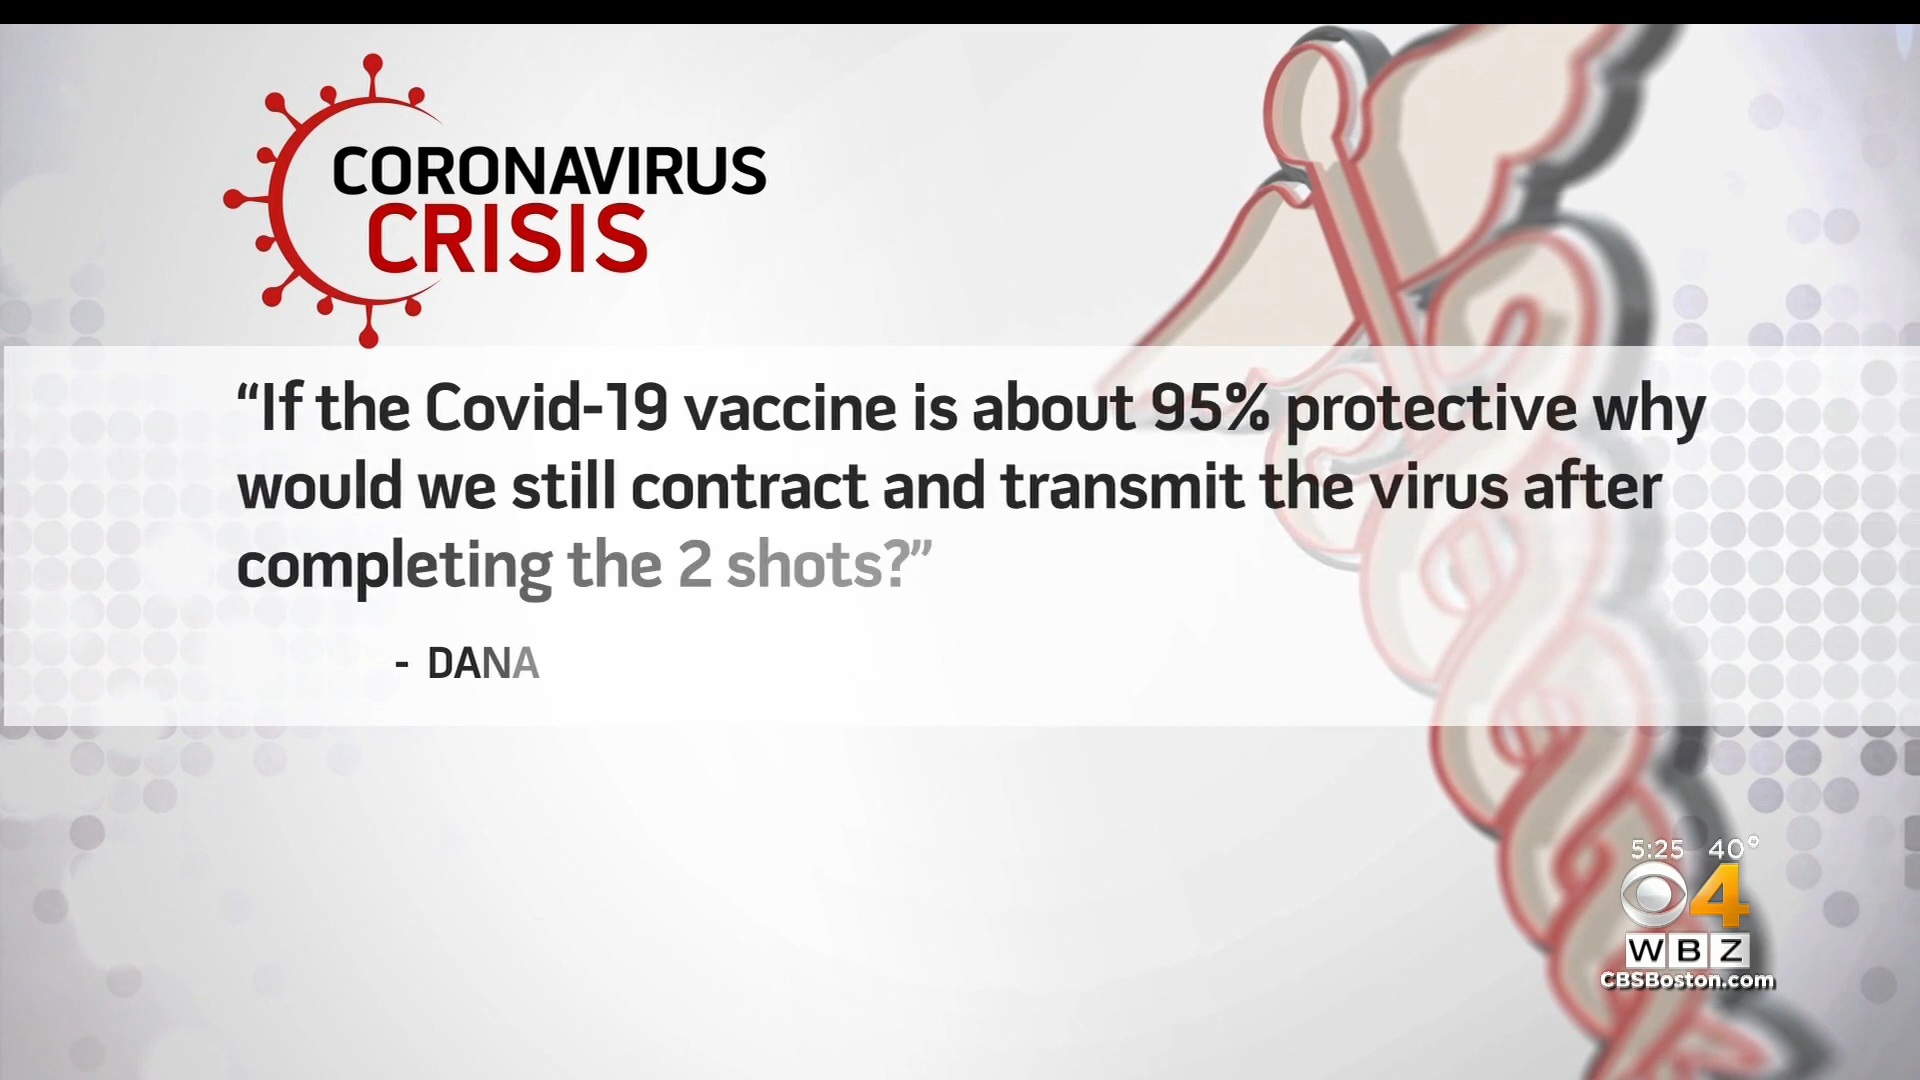 CORONAVIRUS
CRISIS
“If the Covid-19 vaccine is about 95% protective why
would we still contract and transmit the virus after
completing the 2 shots?”
- DANA
5:25 40°
4
WBZ
CBSBoston.com